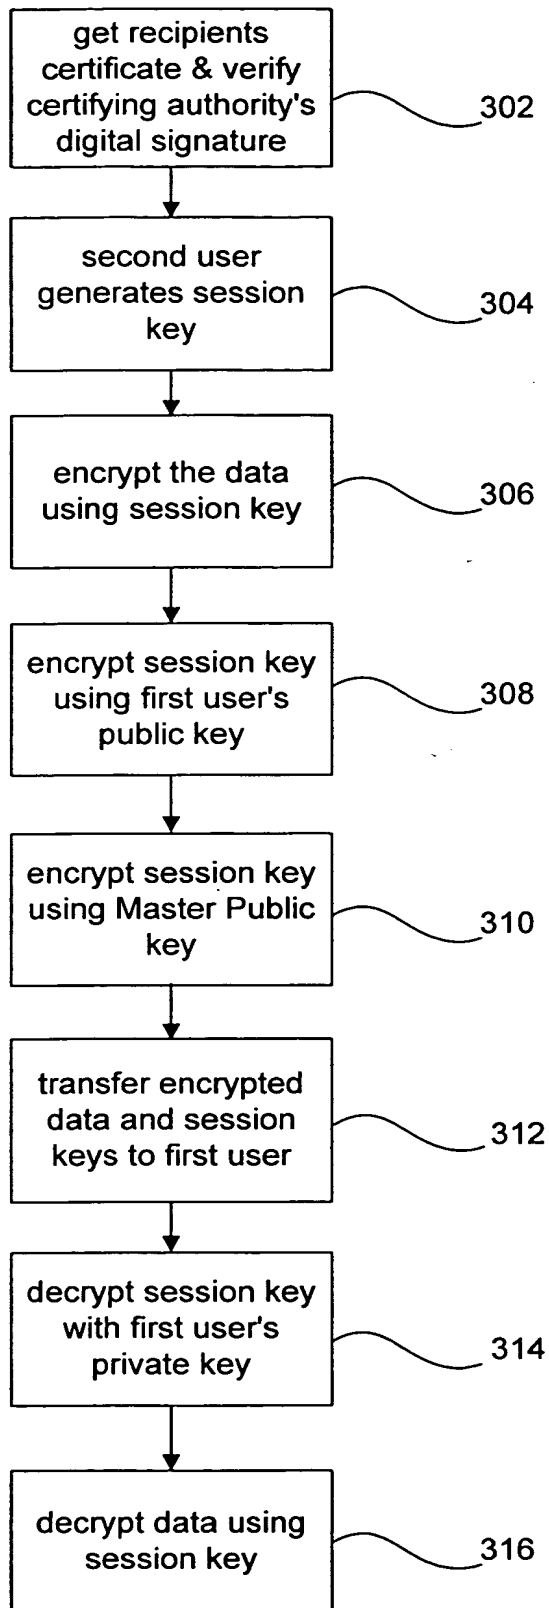 get recipients
certificate & verify
certifying authority's
digital signature
302
second user
generates session
key
304
encrypt the data
using session key
306
encrypt session key
using first user's
public key
308
encrypt session key
using Master Public
key
310
transfer encrypted
data and session
keys to first user
312
decrypt session key
with first user's
private key
314
decrypt data using
session key
316